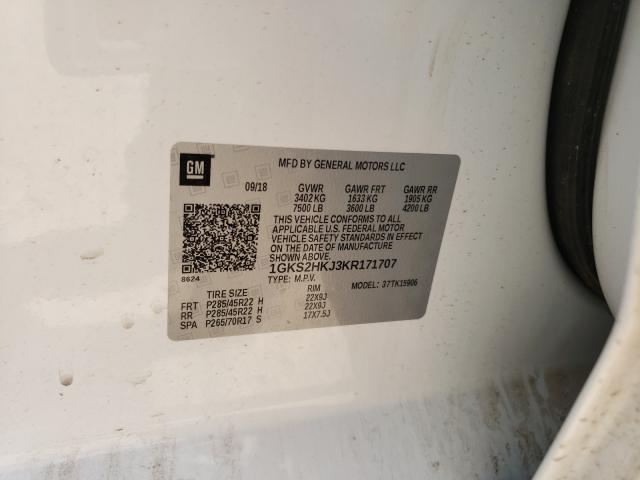 GM
MFD BY GENERAL MOTORS LLC
09/18 GVWR GAWR FRT GAWR RR
3402 KG 1633 KG 1905 KG
7500 LB 3600 LB 4200 LB
THIS VEHICLE CONFORMS TO ALL
APPLICABLE U.S. FEDERAL MOTOR
VEHICLE SAFETY STANDARDS IN EFFECT
ON THE DATE OF MANUFACTURE
SHOWN ABOVE.
1GKS2HKJ3KR171707
8624 TYPE: M.P.V. MODEL: 37TK15906
TIRE SIZE RIM
FRT P285/45R22 H 22X9J
RR P285/45R22 H 22X9J
SPA P265/70R17 S 17X7.5J